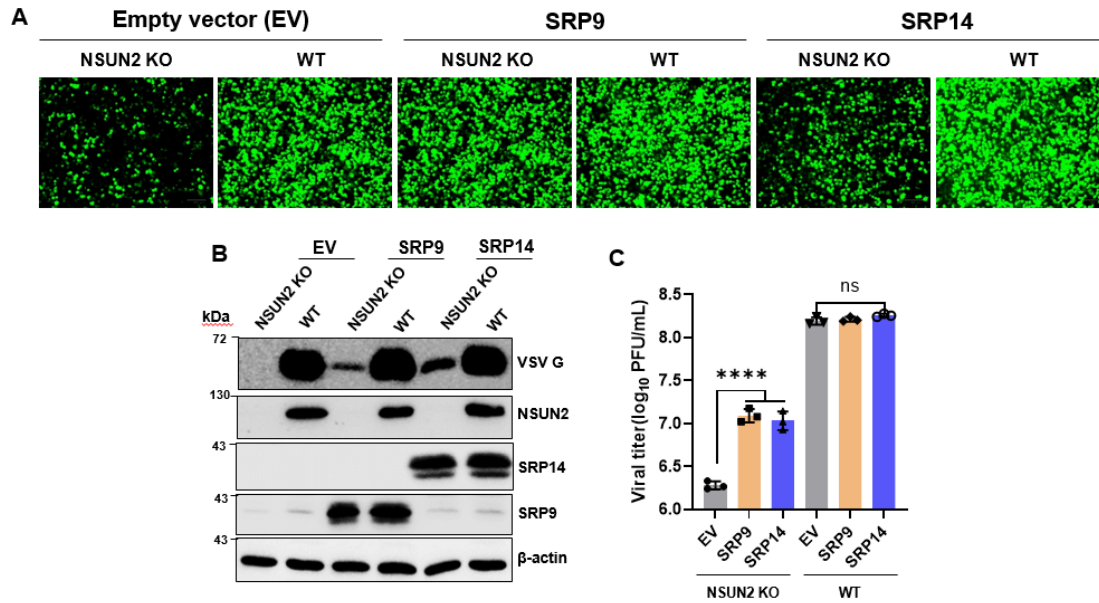 A
Empty vector (EV) SRP9 SRP14
NSUN2 KO WT NSUN2 KO WT NSUN2 KO WT
B
EV SRP9 SRP14
NSUN2 KO WT NSUN2 KO WT NSUN2 KO WT
kDa
72
VSV G
130
NSUN2
43
SRP14
43
SRP9
43
β-actin
C
Viral titer(log10 PFU/mL)
8.5
8.0
7.5
7.0
6.5
6.0
ns
****
EV SRP9 SRP14 EV SRP9 SRP14
NSUN2 KO WT